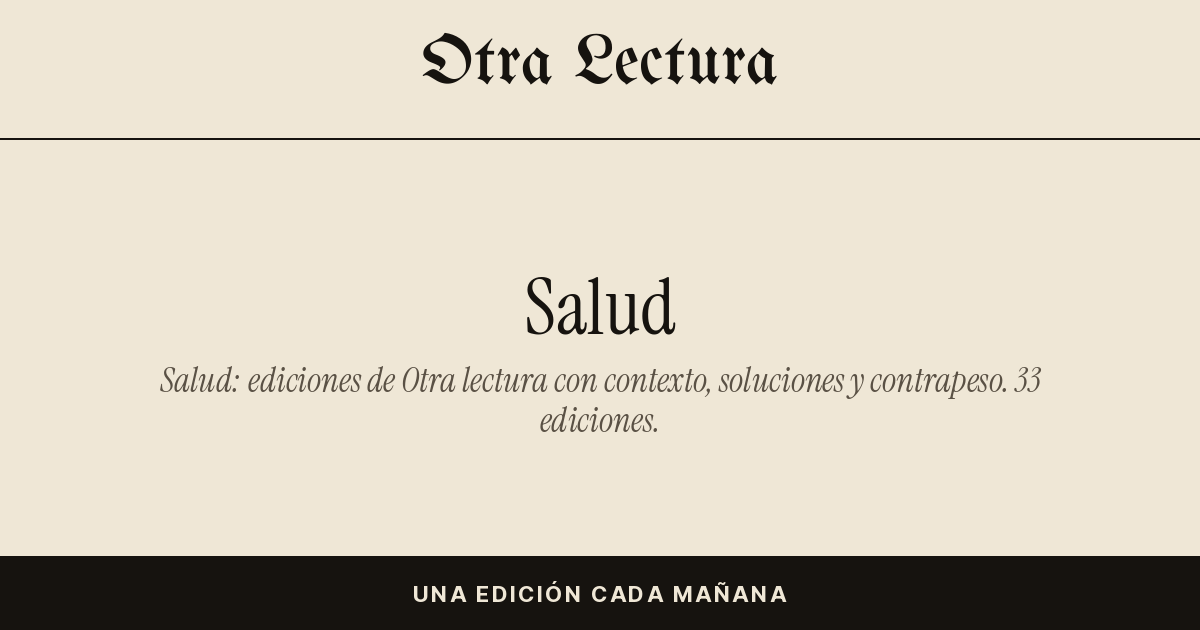 Otra Lectura
Salud
Salud: ediciones de Otra lectura con contexto, soluciones y contrapeso. 33
ediciones.
UNA EDICIÓN CADA MAÑANA